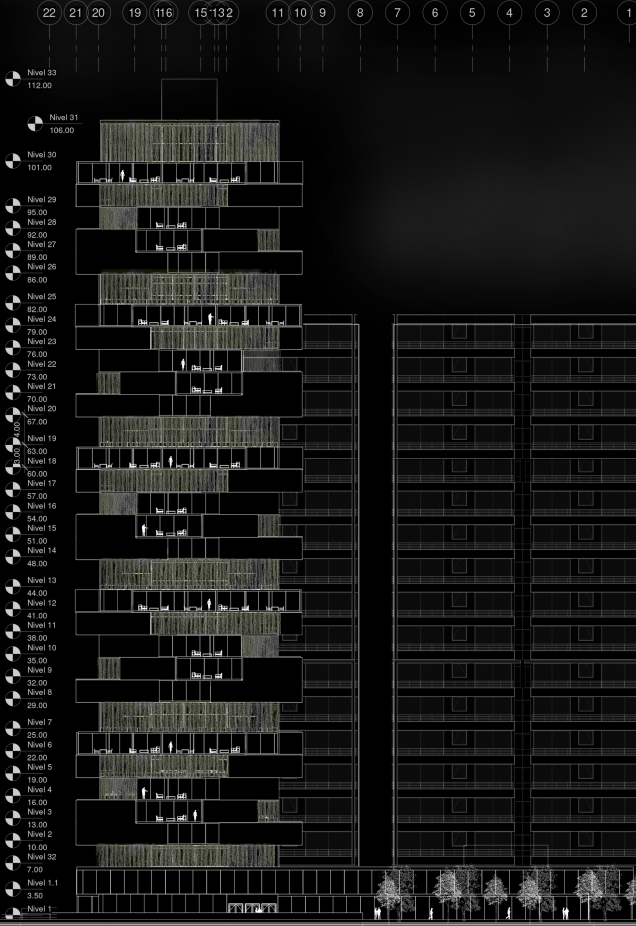 22 21 20 19 16 15 13 2 11 10 9 8 7 6 5 4 3 2 1
Nivel 33
112.00
Nivel 31
106.00
Nivel 30
101.00
Nivel 29
95.00
Nivel 28
92.00
Nivel 27
89.00
Nivel 26
86.00
Nivel 25
82.00
Nivel 24
79.00
Nivel 23
76.00
Nivel 22
73.00
Nivel 21
70.00
Nivel 20
67.00
Nivel 19
63.00
Nivel 18
60.00
Nivel 17
57.00
Nivel 16
54.00
Nivel 15
51.00
Nivel 14
48.00
Nivel 13
44.00
Nivel 12
41.00
Nivel 11
38.00
Nivel 10
35.00
Nivel 9
32.00
Nivel 8
29.00
Nivel 7
25.00
Nivel 6
22.00
Nivel 5
19.00
Nivel 4
16.00
Nivel 3
13.00
Nivel 2
10.00
Nivel 32
7.00
Nivel 1.1
3.50
Nivel 1